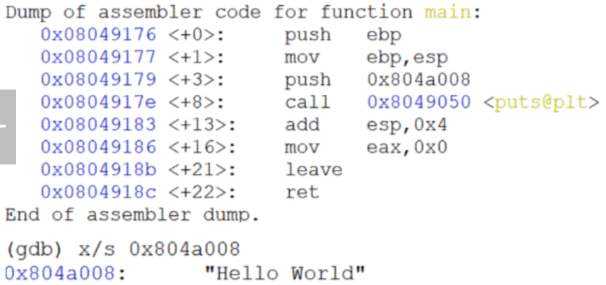 Dump of assembler code for function main:
0x08049176 <+0>: push ebp
0x08049177 <+1>: mov ebp,esp
0x08049179 <+3>: push 0x804a008
0x0804917e <+8>: call 0x8049050 <puts@plt>
0x08049183 <+13>: add esp,0x4
0x08049186 <+16>: mov eax,0x0
0x0804918b <+21>: leave
0x0804918c <+22>: ret
End of assembler dump.
(gdb) x/s 0x804a008
0x804a008: "Hello World"